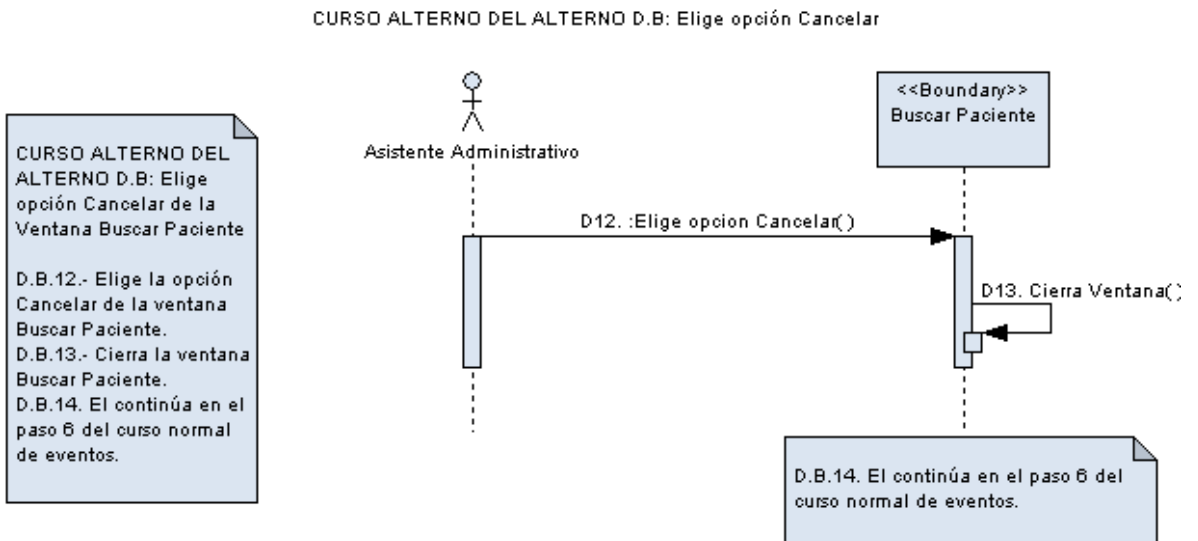 CURSO ALTERNO DEL ALTERNO D.B: Elige opción Cancelar
<<Boundary>>
Buscar Paciente
Asistente Administrativo
CURSO ALTERNO DEL
ALTERNO D.B: Elige
opción Cancelar de la
Ventana Buscar Paciente
D.B.12.- Elige la opción
Cancelar de la ventana
Buscar Paciente.
D.B.13.- Cierra la ventana
Buscar Paciente.
D.B.14. El continúa en el
paso 6 del curso normal
de eventos.
D12. :Elige opcion Cancelar( )
D13. Cierra Ventana( )
D.B.14. El continúa en el paso 6 del
curso normal de eventos.